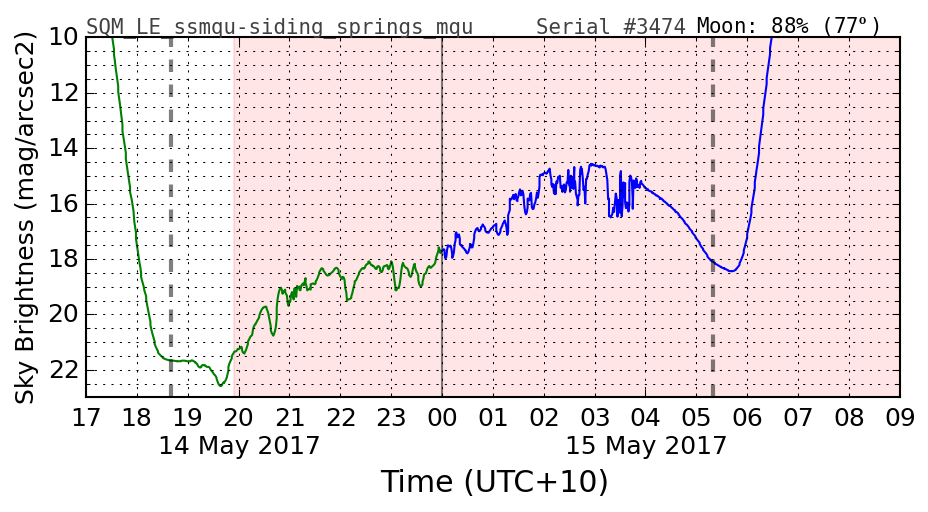 SQM_LE_ssmqu-siding_springs_mqu Serial #3474 Moon: 88% (77°)
Sky Brightness (mag/arcsec2)
10
12
14
16
18
20
22
17 18 19 20 21 22 23 00 01 02 03 04 05 06 07 08 09
14 May 2017 15 May 2017
Time (UTC+10)